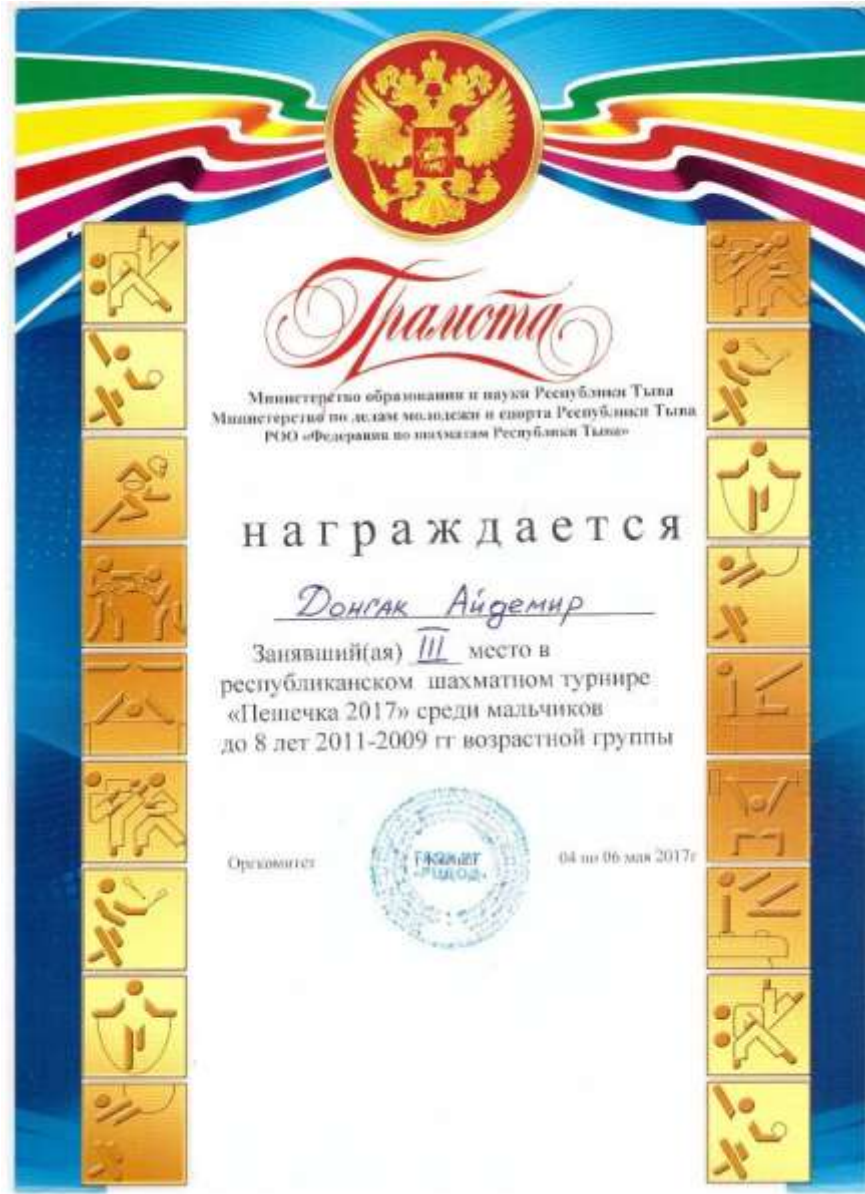 Грамота
Министерство образования и науки Республики Тыва
Министерство по делам молодежи и спорта Республики Тыва
РОО «Федерация по шахматам Республики Тыва»
награждается
Донгак Айдемир
Занявший(ая) III место в
республиканском шахматном турнире
«Пешечка 2017» среди мальчиков
до 8 лет 2011-2009 гг возрастной группы
Оргкомитет
04 по 06 мая 2017г